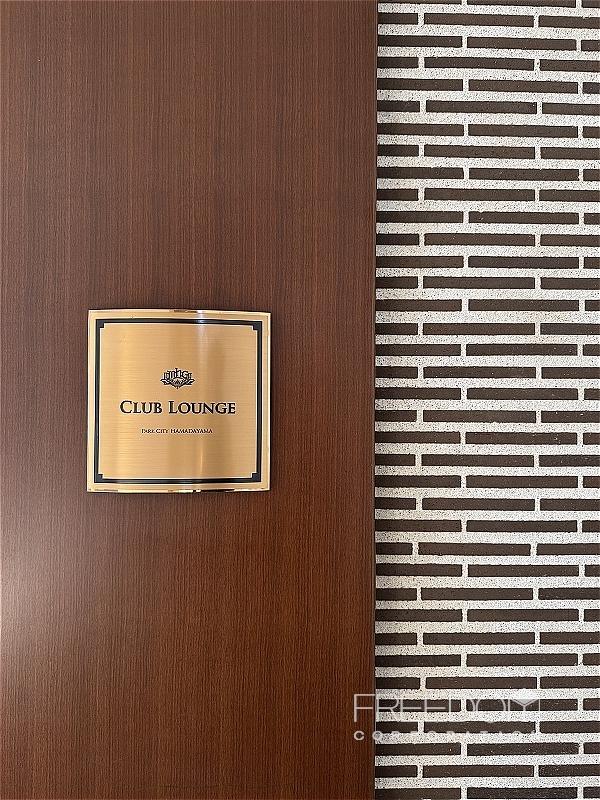 CLUB LOUNGE
PARK CITY HAMADAYAMA
FREEDOM
CORPORATION